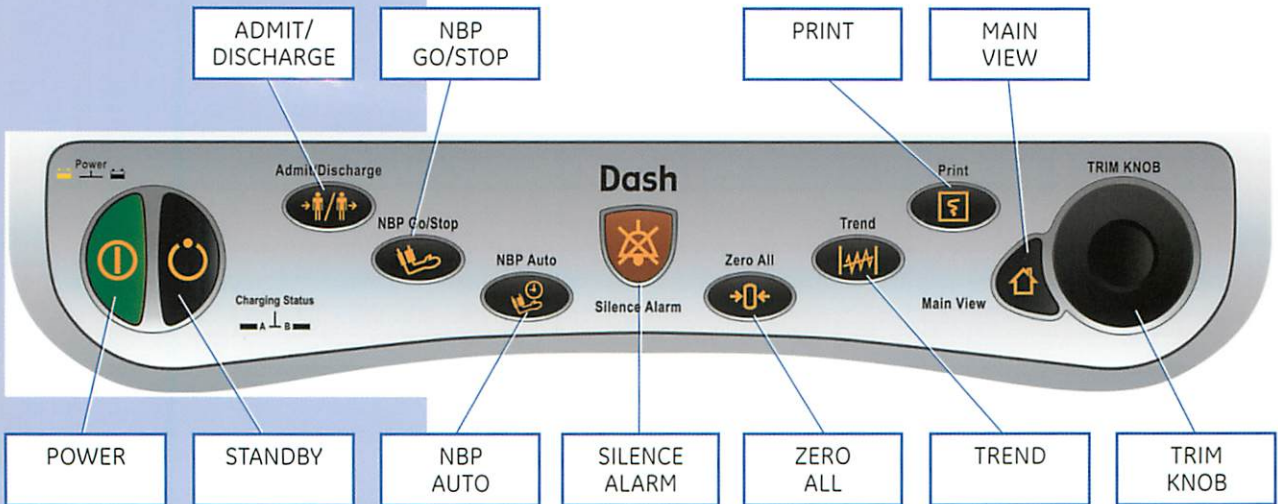 ADMIT/
DISCHARGE
NBP
GO/STOP
PRINT
MAIN
VIEW
Power
Admit/Discharge
NBP Go/Stop
NBP Auto
Dash
Silence Alarm
Zero All
Trend
Print
Main View
TRIM KNOB
Charging Status
A B
POWER
STANDBY
NBP
AUTO
SILENCE
ALARM
ZERO
ALL
TREND
TRIM
KNOB